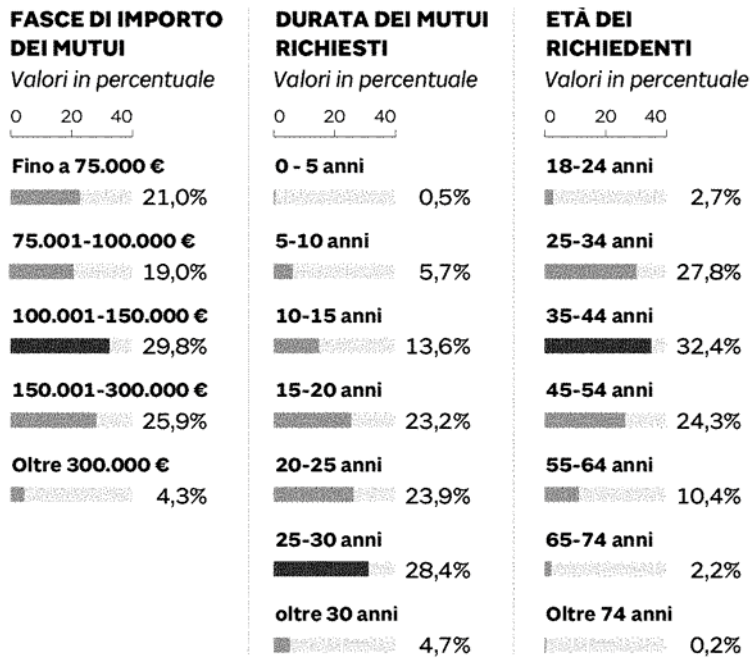 FASCE DI IMPORTO
DEI MUTUI
Valori in percentuale
0 20 40
Fino a 75.000 €
21,0%
75.001-100.000 €
19,0%
100.001-150.000 €
29,8%
150.001-300.000 €
25,9%
Oltre 300.000 €
4,3%
DURATA DEI MUTUI
RICHIESTI
Valori in percentuale
0 20 40
0 - 5 anni
0,5%
5-10 anni
5,7%
10-15 anni
13,6%
15-20 anni
23,2%
20-25 anni
23,9%
25-30 anni
28,4%
oltre 30 anni
4,7%
ETÀ DEI
RICHIEDENTI
Valori in percentuale
0 20 40
18-24 anni
2,7%
25-34 anni
27,8%
35-44 anni
32,4%
45-54 anni
24,3%
55-64 anni
10,4%
65-74 anni
2,2%
Oltre 74 anni
0,2%